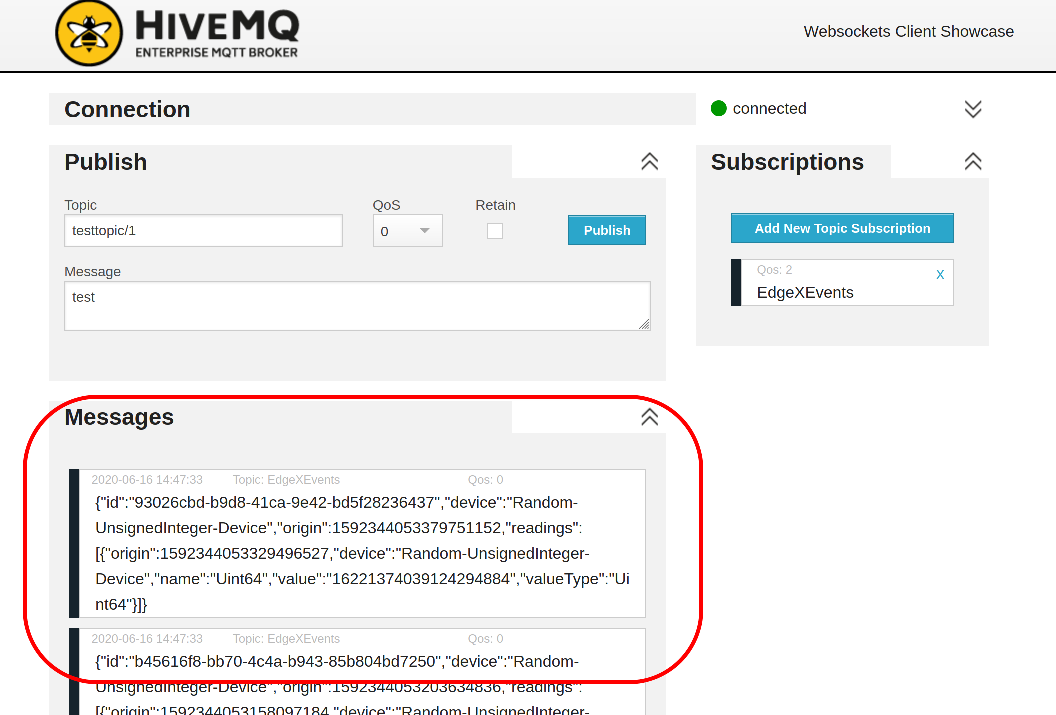 HIVEMQ
ENTERPRISE MQTT BROKER
Websockets Client Showcase
Connection
connected
Publish
Topic
QoS
Retain
testtopic/1
0
Publish
Message
test
Subscriptions
Add New Topic Subscription
Qos: 2
x
EdgeXEvents
Messages
2020-06-16 14:47:33 Topic: EdgeXEvents Qos: 0
{"id":"93026cbd-b9d8-41ca-9e42-bd5f28236437","device":"Random-
UnsignedInteger-Device","origin":1592344053379751152,"readings":
[{"origin":1592344053329496527,"device":"Random-UnsignedInteger-
Device","name":"Uint64","value":"16221374039124294884","valueType":"Ui
nt64"}]}
2020-06-16 14:47:33 Topic: EdgeXEvents Qos: 0
{"id":"b45616f8-bb70-4c4a-b943-85b804bd7250","device":"Random-
UnsignedInteger-Device","origin":1592344053203634836,"readings":
[{"origin":1592344053158097184,"device":"Random-UnsignedInteger-